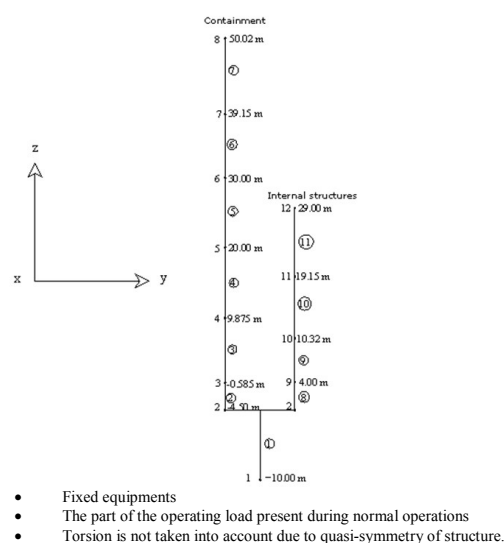 Containment
8 50.02 m
⑦
7 39.15 m
⑥
z
6 30.00 m
Internal structures
12 29.00 m
⑤
⑪
5 20.00 m
11 19.15 m
x
y
④
⑩
4 9.875 m
10 10.32 m
③
⑨
3 -0.585 m
9 4.00 m
②
⑧
2 -4.50 m
2
①
1 -10.00 m
• Fixed equipments
• The part of the operating load present during normal operations
• Torsion is not taken into account due to quasi-symmetry of structure.